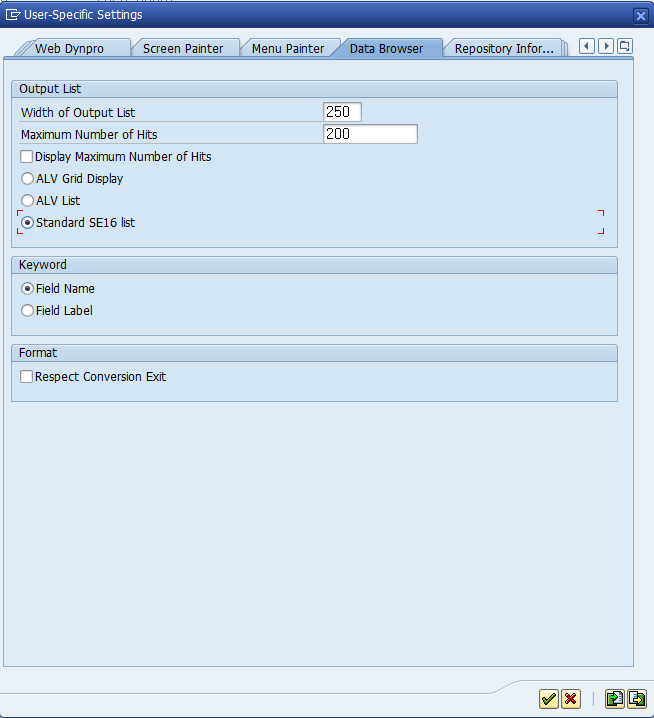 User-Specific Settings
Web Dynpro
Screen Painter
Menu Painter
Data Browser
Repository Infor...
Output List
Width of Output List 250
Maximum Number of Hits 200
Display Maximum Number of Hits
ALV Grid Display
ALV List
Standard SE16 list
Keyword
Field Name
Field Label
Format
Respect Conversion Exit